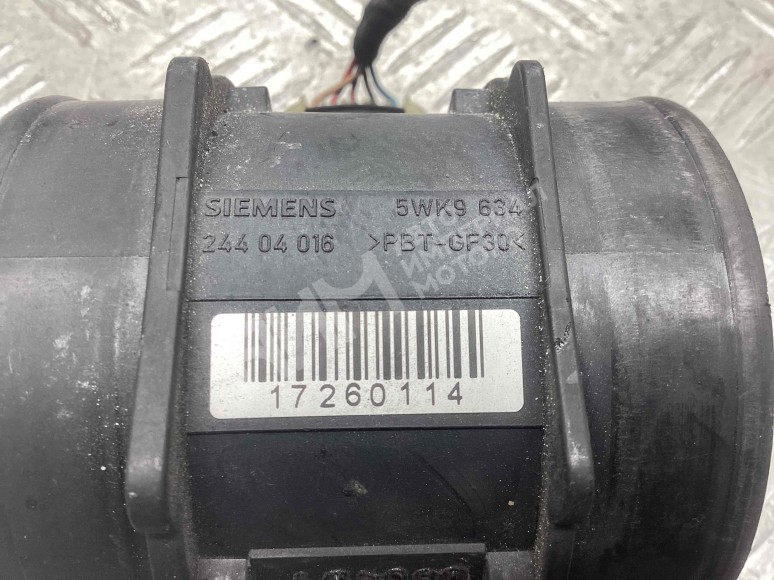 SIEMENS 5WK9 634
244 04 016 >PBT-GF30<
17260114